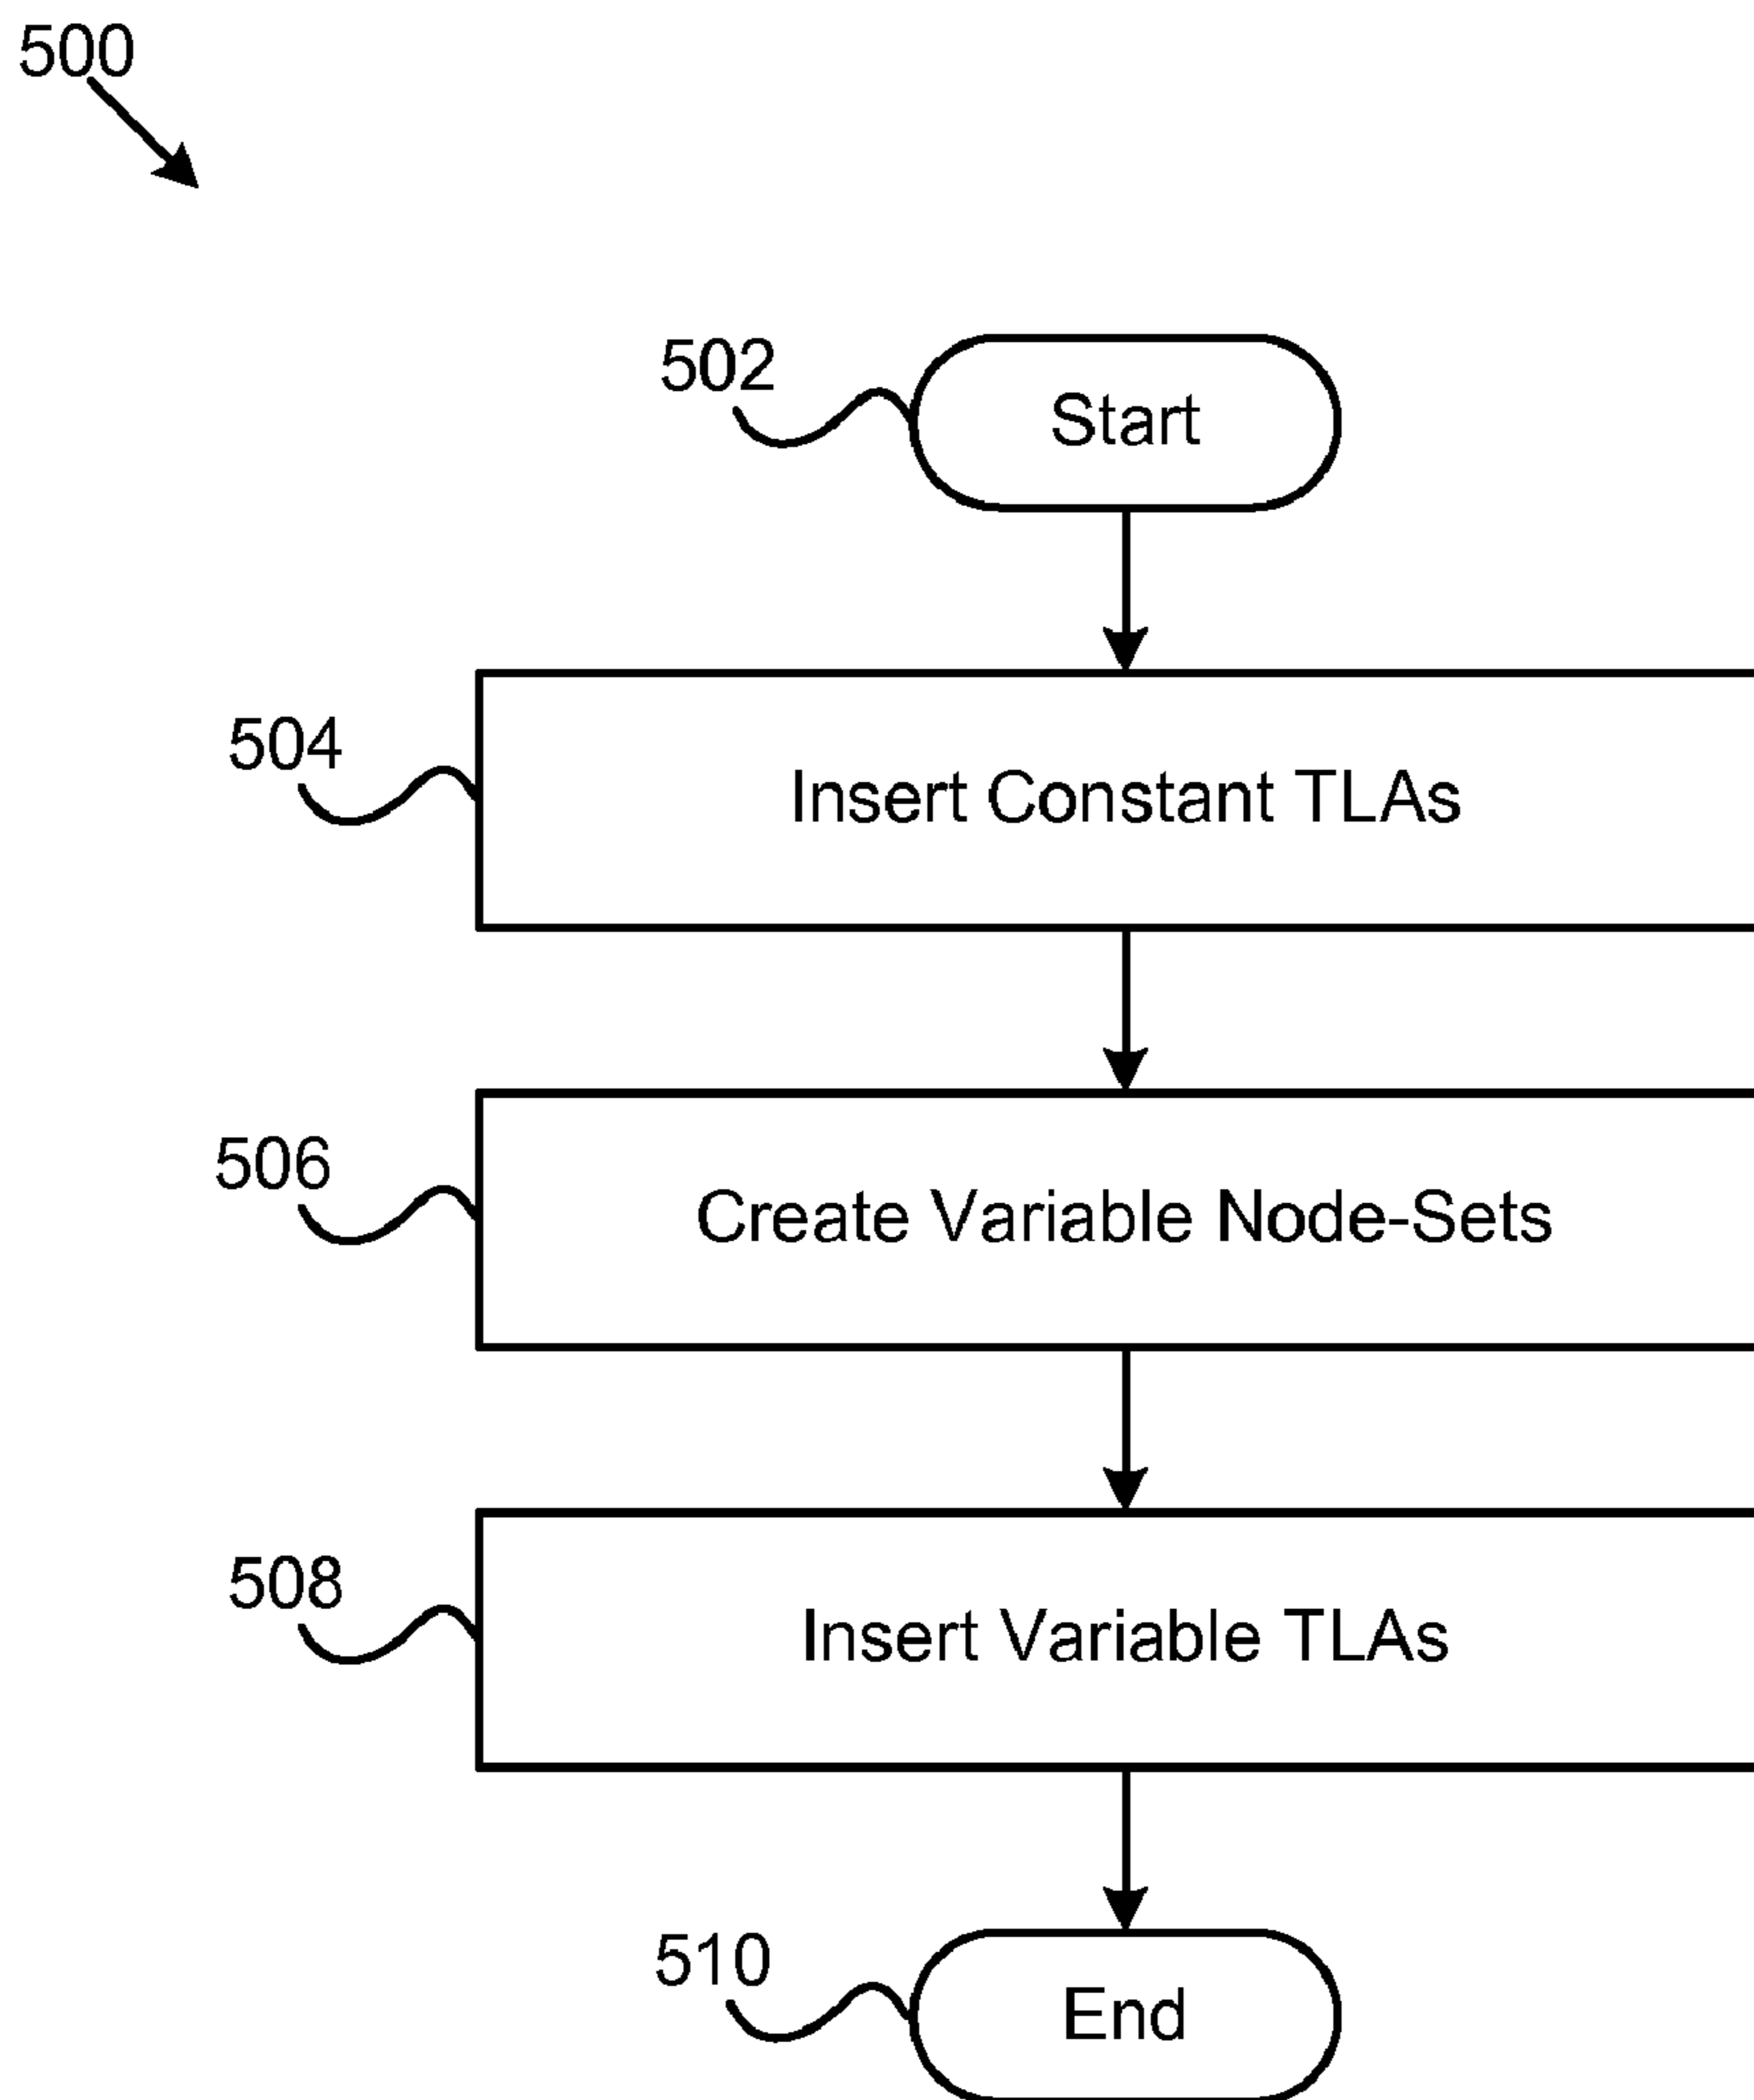 500
502
Start
504
Insert Constant TLAs
506
Create Variable Node-Sets
508
Insert Variable TLAs
510
End